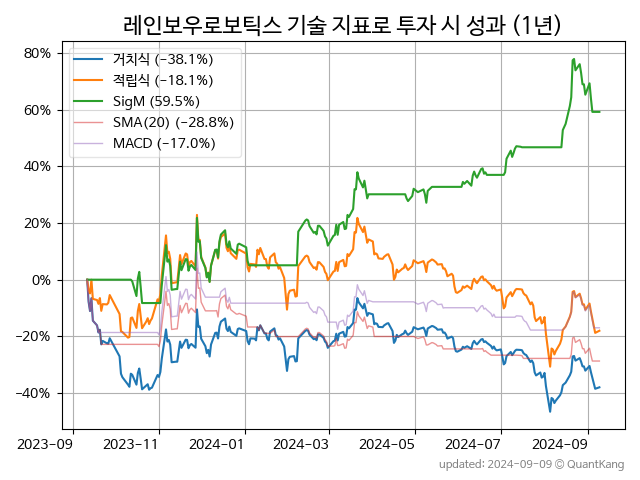 레인보우로보틱스 기술 지표로 투자 시 성과 (1년)
거치식 (-38.1%)
적립식 (-18.1%)
SigM (59.5%)
SMA(20) (-28.8%)
MACD (-17.0%)
80%
60%
40%
20%
0%
-20%
-40%
2023-09 2023-11 2024-01 2024-03 2024-05 2024-07 2024-09
updated: 2024-09-09 © QuantKang